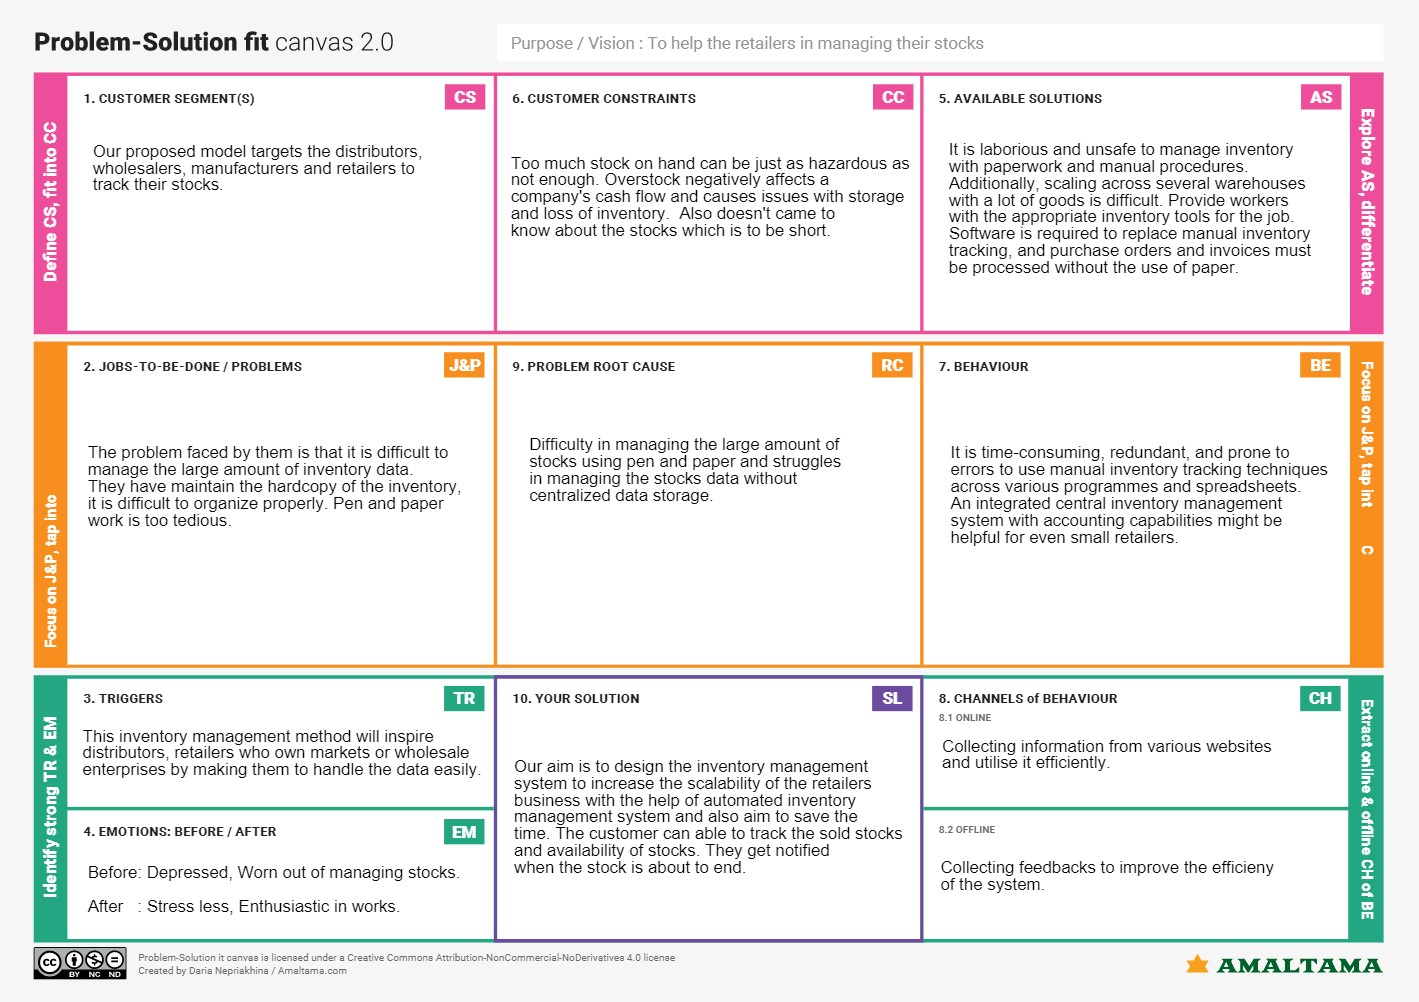 Problem-Solution fit canvas 2.0
Purpose / Vision : To help the retailers in managing their stocks
Define CS, fit into CC
1. CUSTOMER SEGMENT(S)
CS
Our proposed model targets the distributors,
wholesalers, manufacturers and retailers to
track their stocks.
6. CUSTOMER CONSTRAINTS
CC
Too much stock on hand can be just as hazardous as
not enough. Overstock negatively affects a
company's cash flow and causes issues with storage
and loss of inventory.  Also doesn't came to
know about the stocks which is to be short.
5. AVAILABLE SOLUTIONS
AS
It is laborious and unsafe to manage inventory
with paperwork and manual procedures.
Additionally, scaling across several warehouses
with a lot of goods is difficult. Provide workers
with the appropriate inventory tools for the job.
Software is required to replace manual inventory
tracking, and purchase orders and invoices must
be processed without the use of paper.
Explore AS, differentiate
Focus on J&P, tap into
2. JOBS-TO-BE-DONE / PROBLEMS
J&P
The problem faced by them is that it is difficult to
manage the large amount of inventory data.
They have maintain the hardcopy of the inventory,
it is difficult to organize properly. Pen and paper
work is too tedious.
9. PROBLEM ROOT CAUSE
RC
Difficulty in managing the large amount of
stocks using pen and paper and struggles
in managing the stocks data without
centralized data storage.
7. BEHAVIOUR
BE
It is time-consuming, redundant, and prone to
errors to use manual inventory tracking techniques
across various programmes and spreadsheets.
An integrated central inventory management
system with accounting capabilities might be
helpful for even small retailers.
Focus on J&P, tap int C
Identify strong TR & EM
3. TRIGGERS
TR
This inventory management method will inspire
distributors, retailers who own markets or wholesale
enterprises by making them to handle the data easily.
4. EMOTIONS: BEFORE / AFTER
EM
Before: Depressed, Worn out of managing stocks.
After : Stress less, Enthusiastic in works.
10. YOUR SOLUTION
SL
Our aim is to design the inventory management
system to increase the scalability of the retailers
business with the help of automated inventory
management system and also aim to save the
time. The customer can able to track the sold stocks
and availability of stocks. They get notified
when the stock is about to end.
8. CHANNELS of BEHAVIOUR
CH
8.1 ONLINE
Collecting information from various websites
and utilise it efficiently.
8.2 OFFLINE
Collecting feedbacks to improve the efficieny
of the system.
Extract online & offline CH of BE
cc BY NC ND
Problem-Solution it canvas is licensed under a Creative Commons Attribution-NonCommercial-NoDerivatives 4.0 license
Created by Daria Nepriakhina / Amaltama.com
AMALTAMA